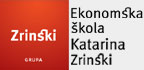 Zrinski
GRUPA
Ekonomska
škola
Katarina
Zrinski